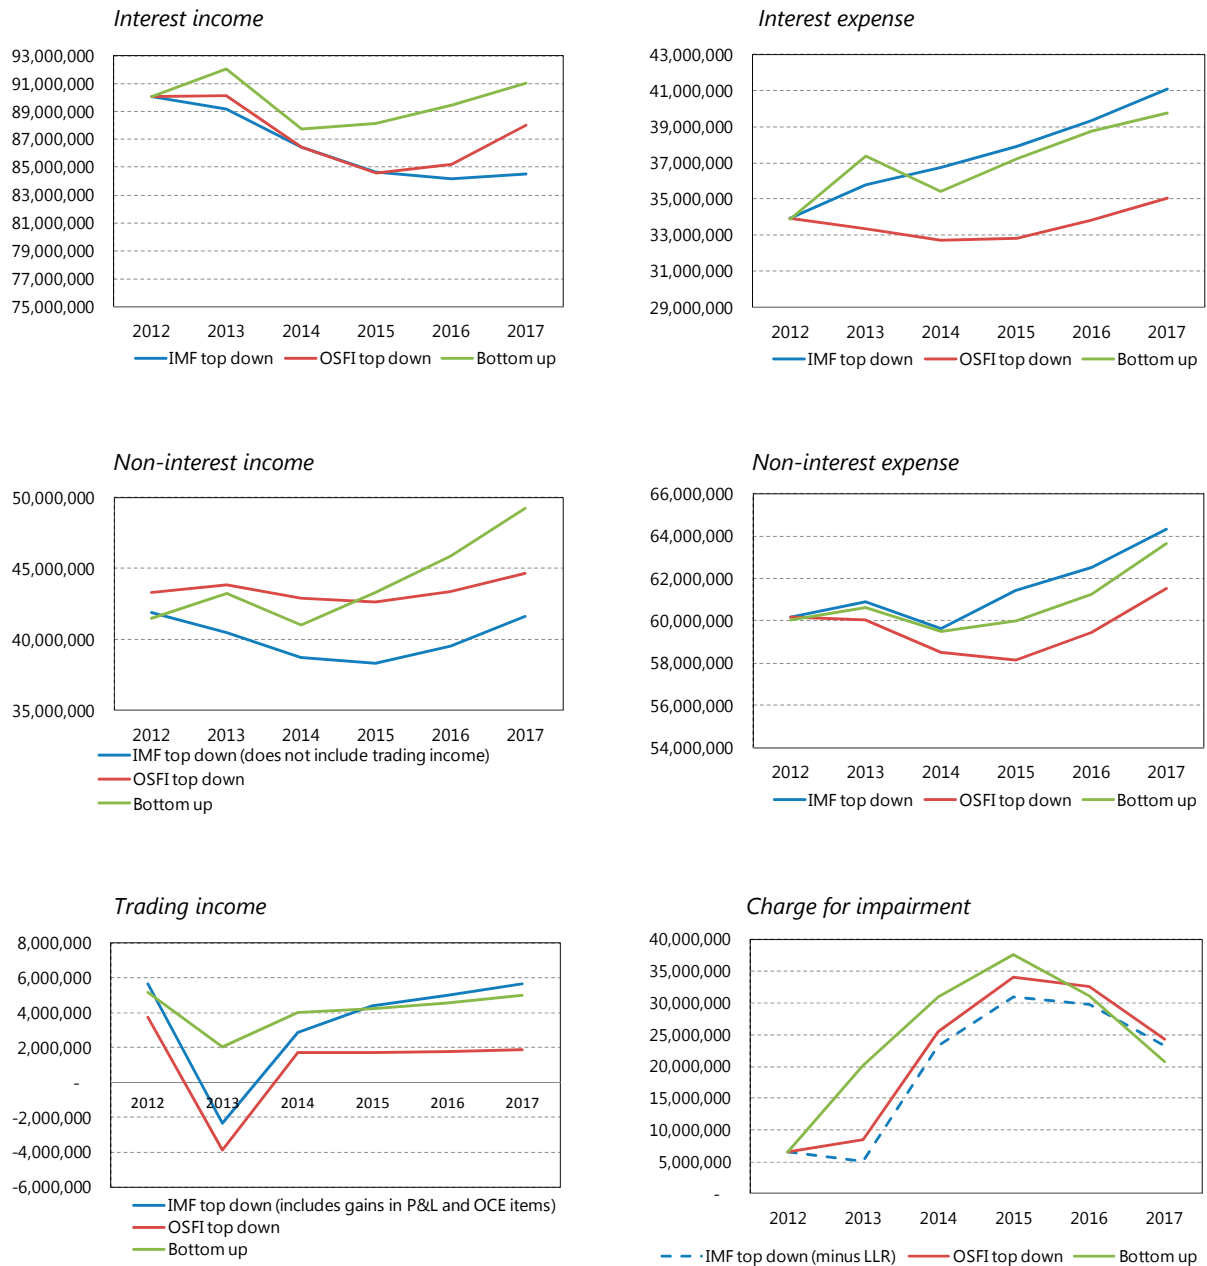 Interest income
93,000,000
91,000,000
89,000,000
87,000,000
85,000,000
83,000,000
81,000,000
79,000,000
77,000,000
75,000,000
2012 2013 2014 2015 2016 2017
IMF top down OSFI top down Bottom up
Interest expense
43,000,000
41,000,000
39,000,000
37,000,000
35,000,000
33,000,000
31,000,000
29,000,000
2012 2013 2014 2015 2016 2017
IMF top down OSFI top down Bottom up
Non-interest income
50,000,000
45,000,000
40,000,000
35,000,000
2012 2013 2014 2015 2016 2017
IMF top down (does not include trading income)
OSFI top down
Bottom up
Non-interest expense
66,000,000
64,000,000
62,000,000
60,000,000
58,000,000
56,000,000
54,000,000
2012 2013 2014 2015 2016 2017
IMF top down OSFI top down Bottom up
Trading income
8,000,000
6,000,000
4,000,000
2,000,000
-
2012 2013 2014 2015 2016 2017
-2,000,000
-4,000,000
-6,000,000
IMF top down (includes gains in P&L and OCE items)
OSFI top down
Bottom up
Charge for impairment
40,000,000
35,000,000
30,000,000
25,000,000
20,000,000
15,000,000
10,000,000
5,000,000
-
2012 2013 2014 2015 2016 2017
IMF top down (minus LLR) OSFI top down Bottom up